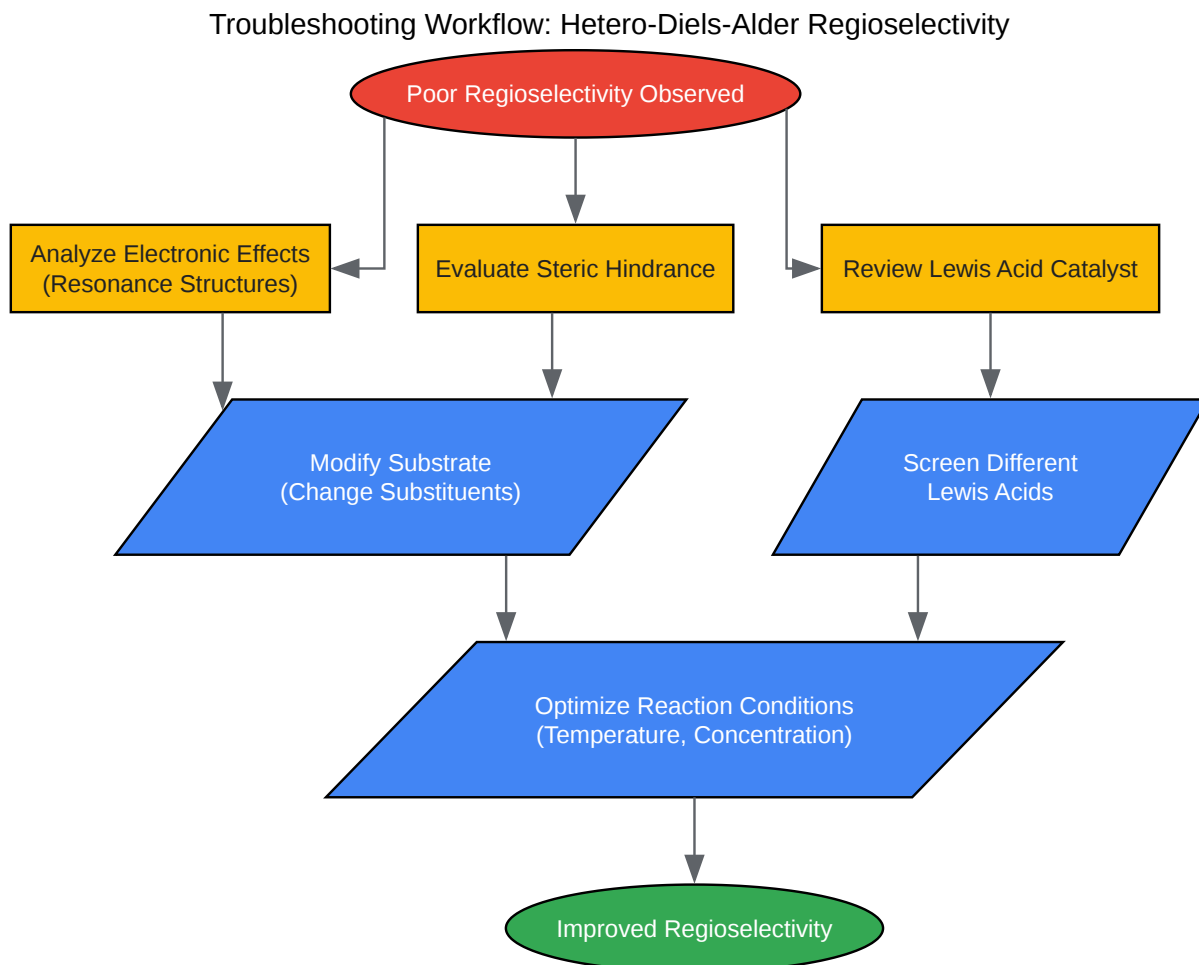 Troubleshooting Workflow: Hetero-Diels-Alder Regioselectivity
Poor Regioselectivity Observed
Analyze Electronic Effects
(Resonance Structures)
Evaluate Steric Hindrance
Review Lewis Acid Catalyst
Modify Substrate
(Change Substituents)
Screen Different
Lewis Acids
Optimize Reaction Conditions
(Temperature, Concentration)
Improved Regioselectivity